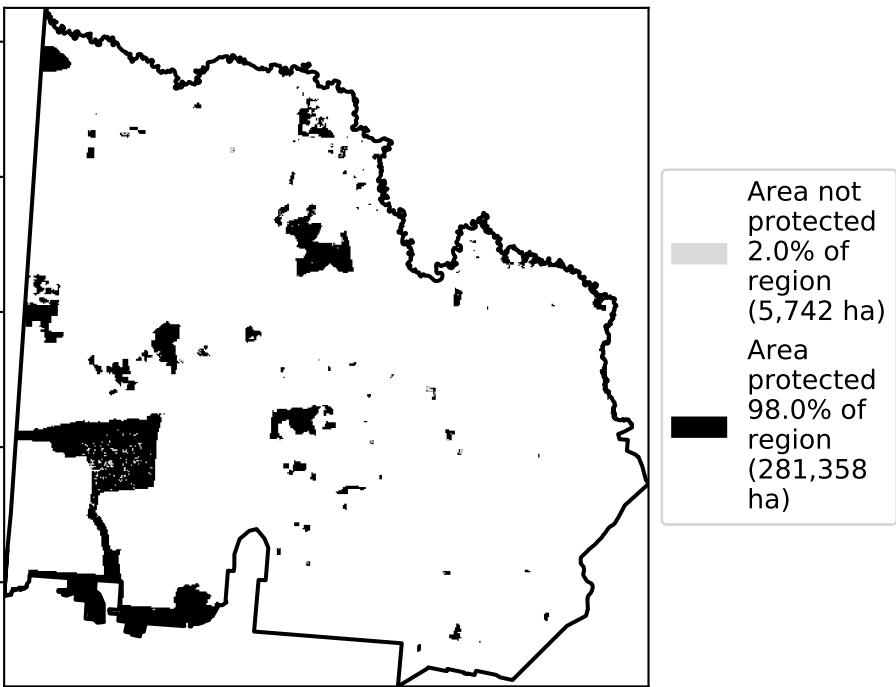 Area not
protected
2.0% of
region
(5,742 ha)
Area
protected
98.0% of
region
(281,358
ha)